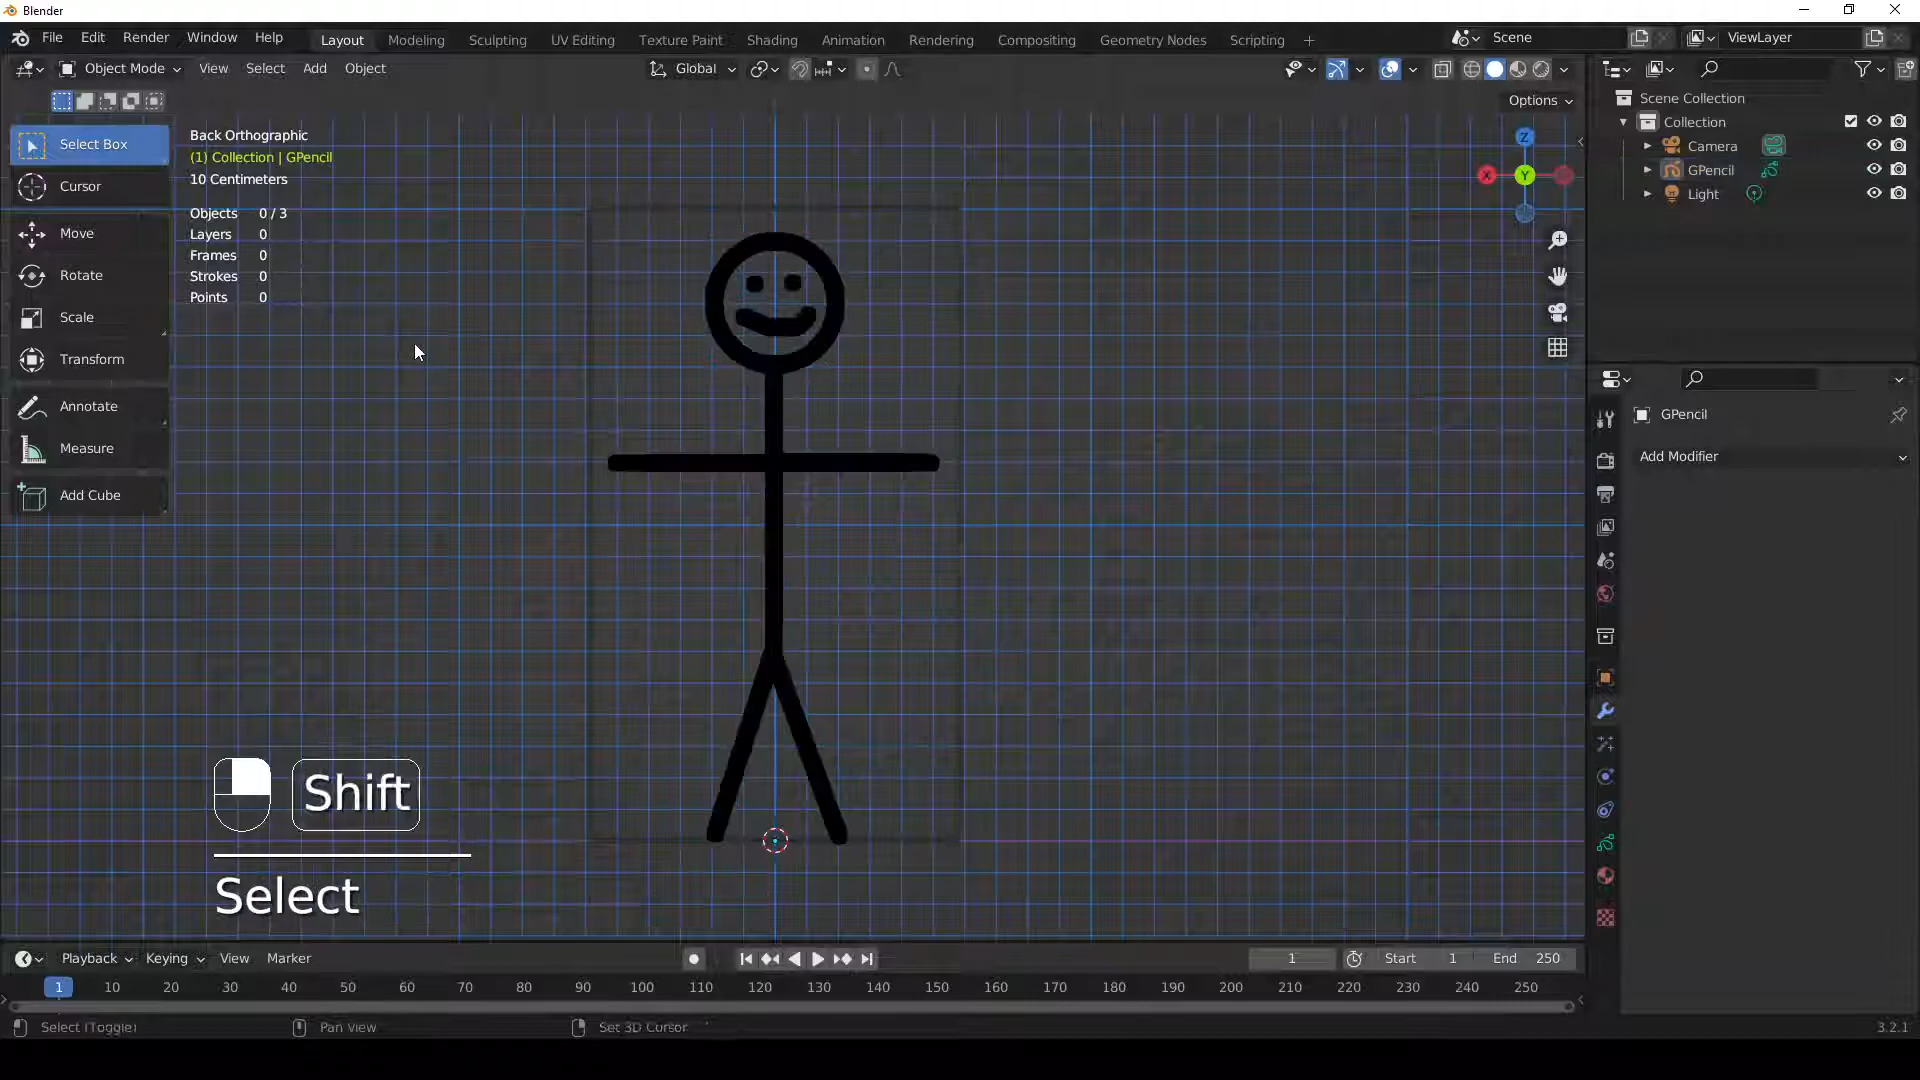 Blender
File Edit Render Window Help
Layout Modeling Sculpting UV Editing Texture Paint Shading Animation Rendering Compositing Geometry Nodes Scripting +
Scene
ViewLayer
Object Mode View Select Add Object
Global
Options
Select Box
Cursor
Move
Rotate
Scale
Transform
Annotate
Measure
Add Cube
Back Orthographic
(1) Collection | GPencil
10 Centimeters
Objects 0 / 3
Layers 0
Frames 0
Strokes 0
Points 0
Z
X
Y
Scene Collection
Collection
Camera
GPencil
Light
GPencil
Add Modifier
Shift
Select
Playback Keying View Marker
1
Start 1
End 250
1 10 20 30 40 50 60 70 80 90 100 110 120 130 140 150 160 170 180 190 200 210 220 230 240 250
Select (Toggle)
Pan View
Set 3D Cursor
3.2.1